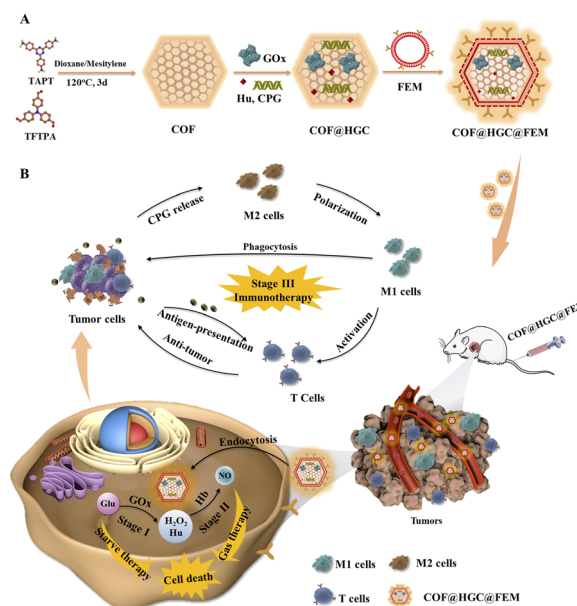 A
TAPT
TFTPA
Dioxane/Mesitylene
120°C, 3d
COF
GOx
Hu, CPG
COF@HGC
FEM
COF@HGC@FEM
B
CPG release
M2 cells
Polarization
Phagocytosis
M1 cells
Stage III
Immunotherapy
Tumor cells
Antigen-presentation
Anti-tumor
T Cells
Activation
COF@HGC@FE
Endocytosis
Glu
GOx
Stage I
H2O2
Hu
Hb
Stage II
NO
Starve therapy
Cell death
Gas therapy
Tumors
M1 cells
M2 cells
T cells
COF@HGC@FEM